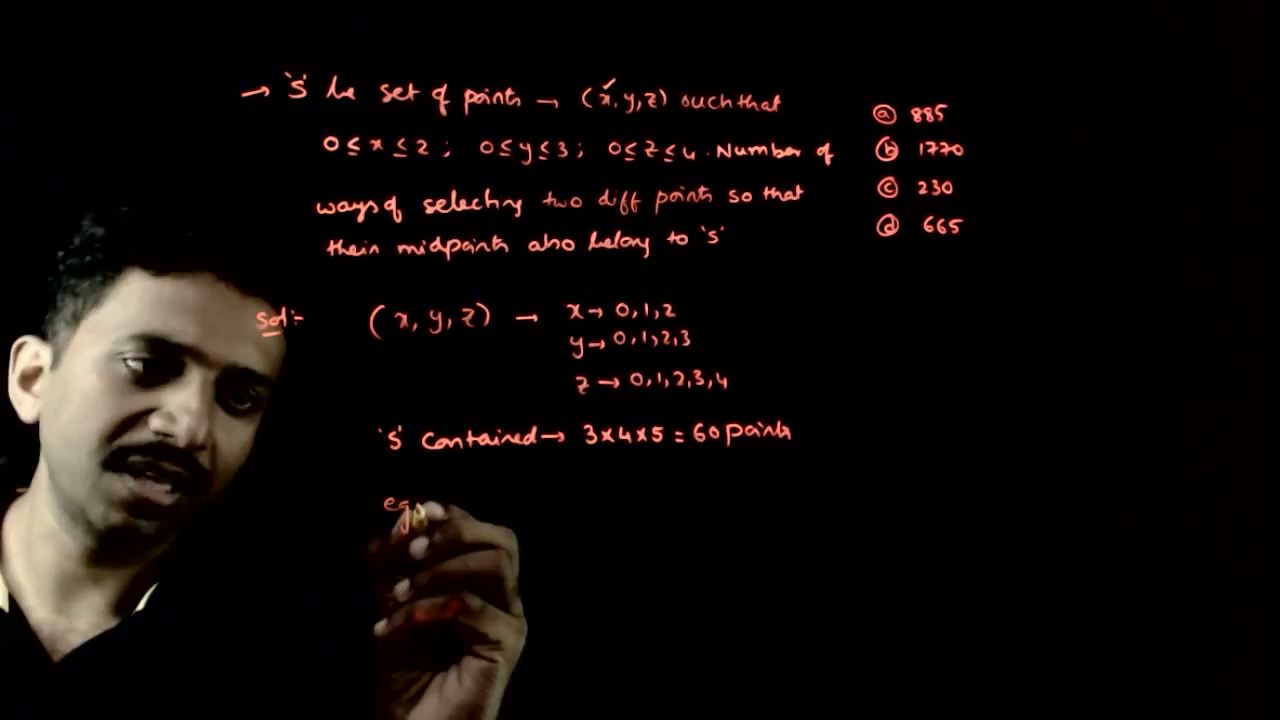 → 'S' be set of points → (x, y, z) such that
0 ≤ x ≤ 2 ; 0 ≤ y ≤ 3 ; 0 ≤ z ≤ 4 . Number of
ways of selecting two diff points so that
their midpoints also belong to 'S'
ⓐ 885
ⓑ 1770
ⓒ 230
ⓓ 665
Sol:- (x, y, z) → x → 0, 1, 2
y → 0, 1, 2, 3
z → 0, 1, 2, 3, 4
'S' contained → 3 × 4 × 5 = 60 points
eg